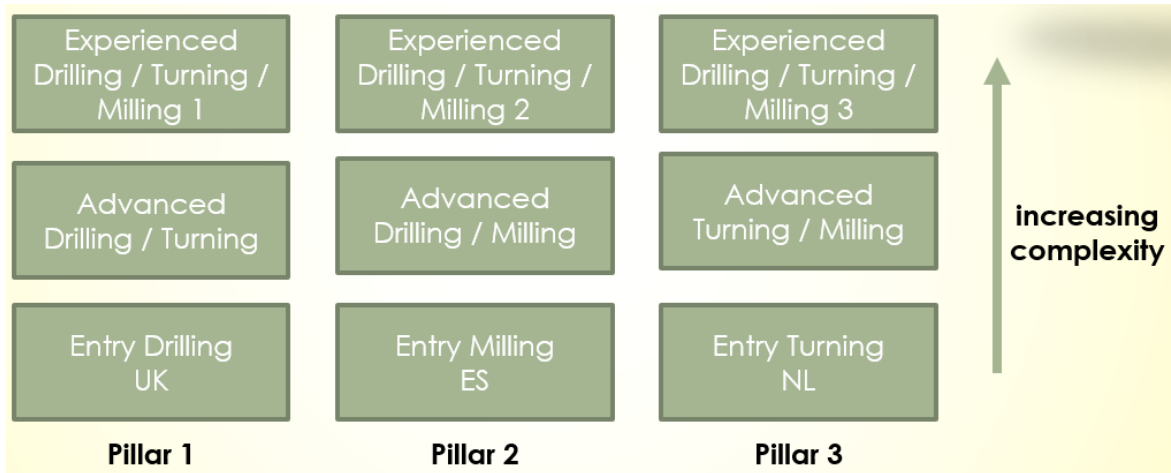 Experienced
Drilling / Turning /
Milling 1
Experienced
Drilling / Turning /
Milling 2
Experienced
Drilling / Turning /
Milling 3
Advanced
Drilling / Turning
Advanced
Drilling / Milling
Advanced
Turning / Milling
increasing
complexity
Entry Drilling
UK
Entry Milling
ES
Entry Turning
NL
Pillar 1
Pillar 2
Pillar 3